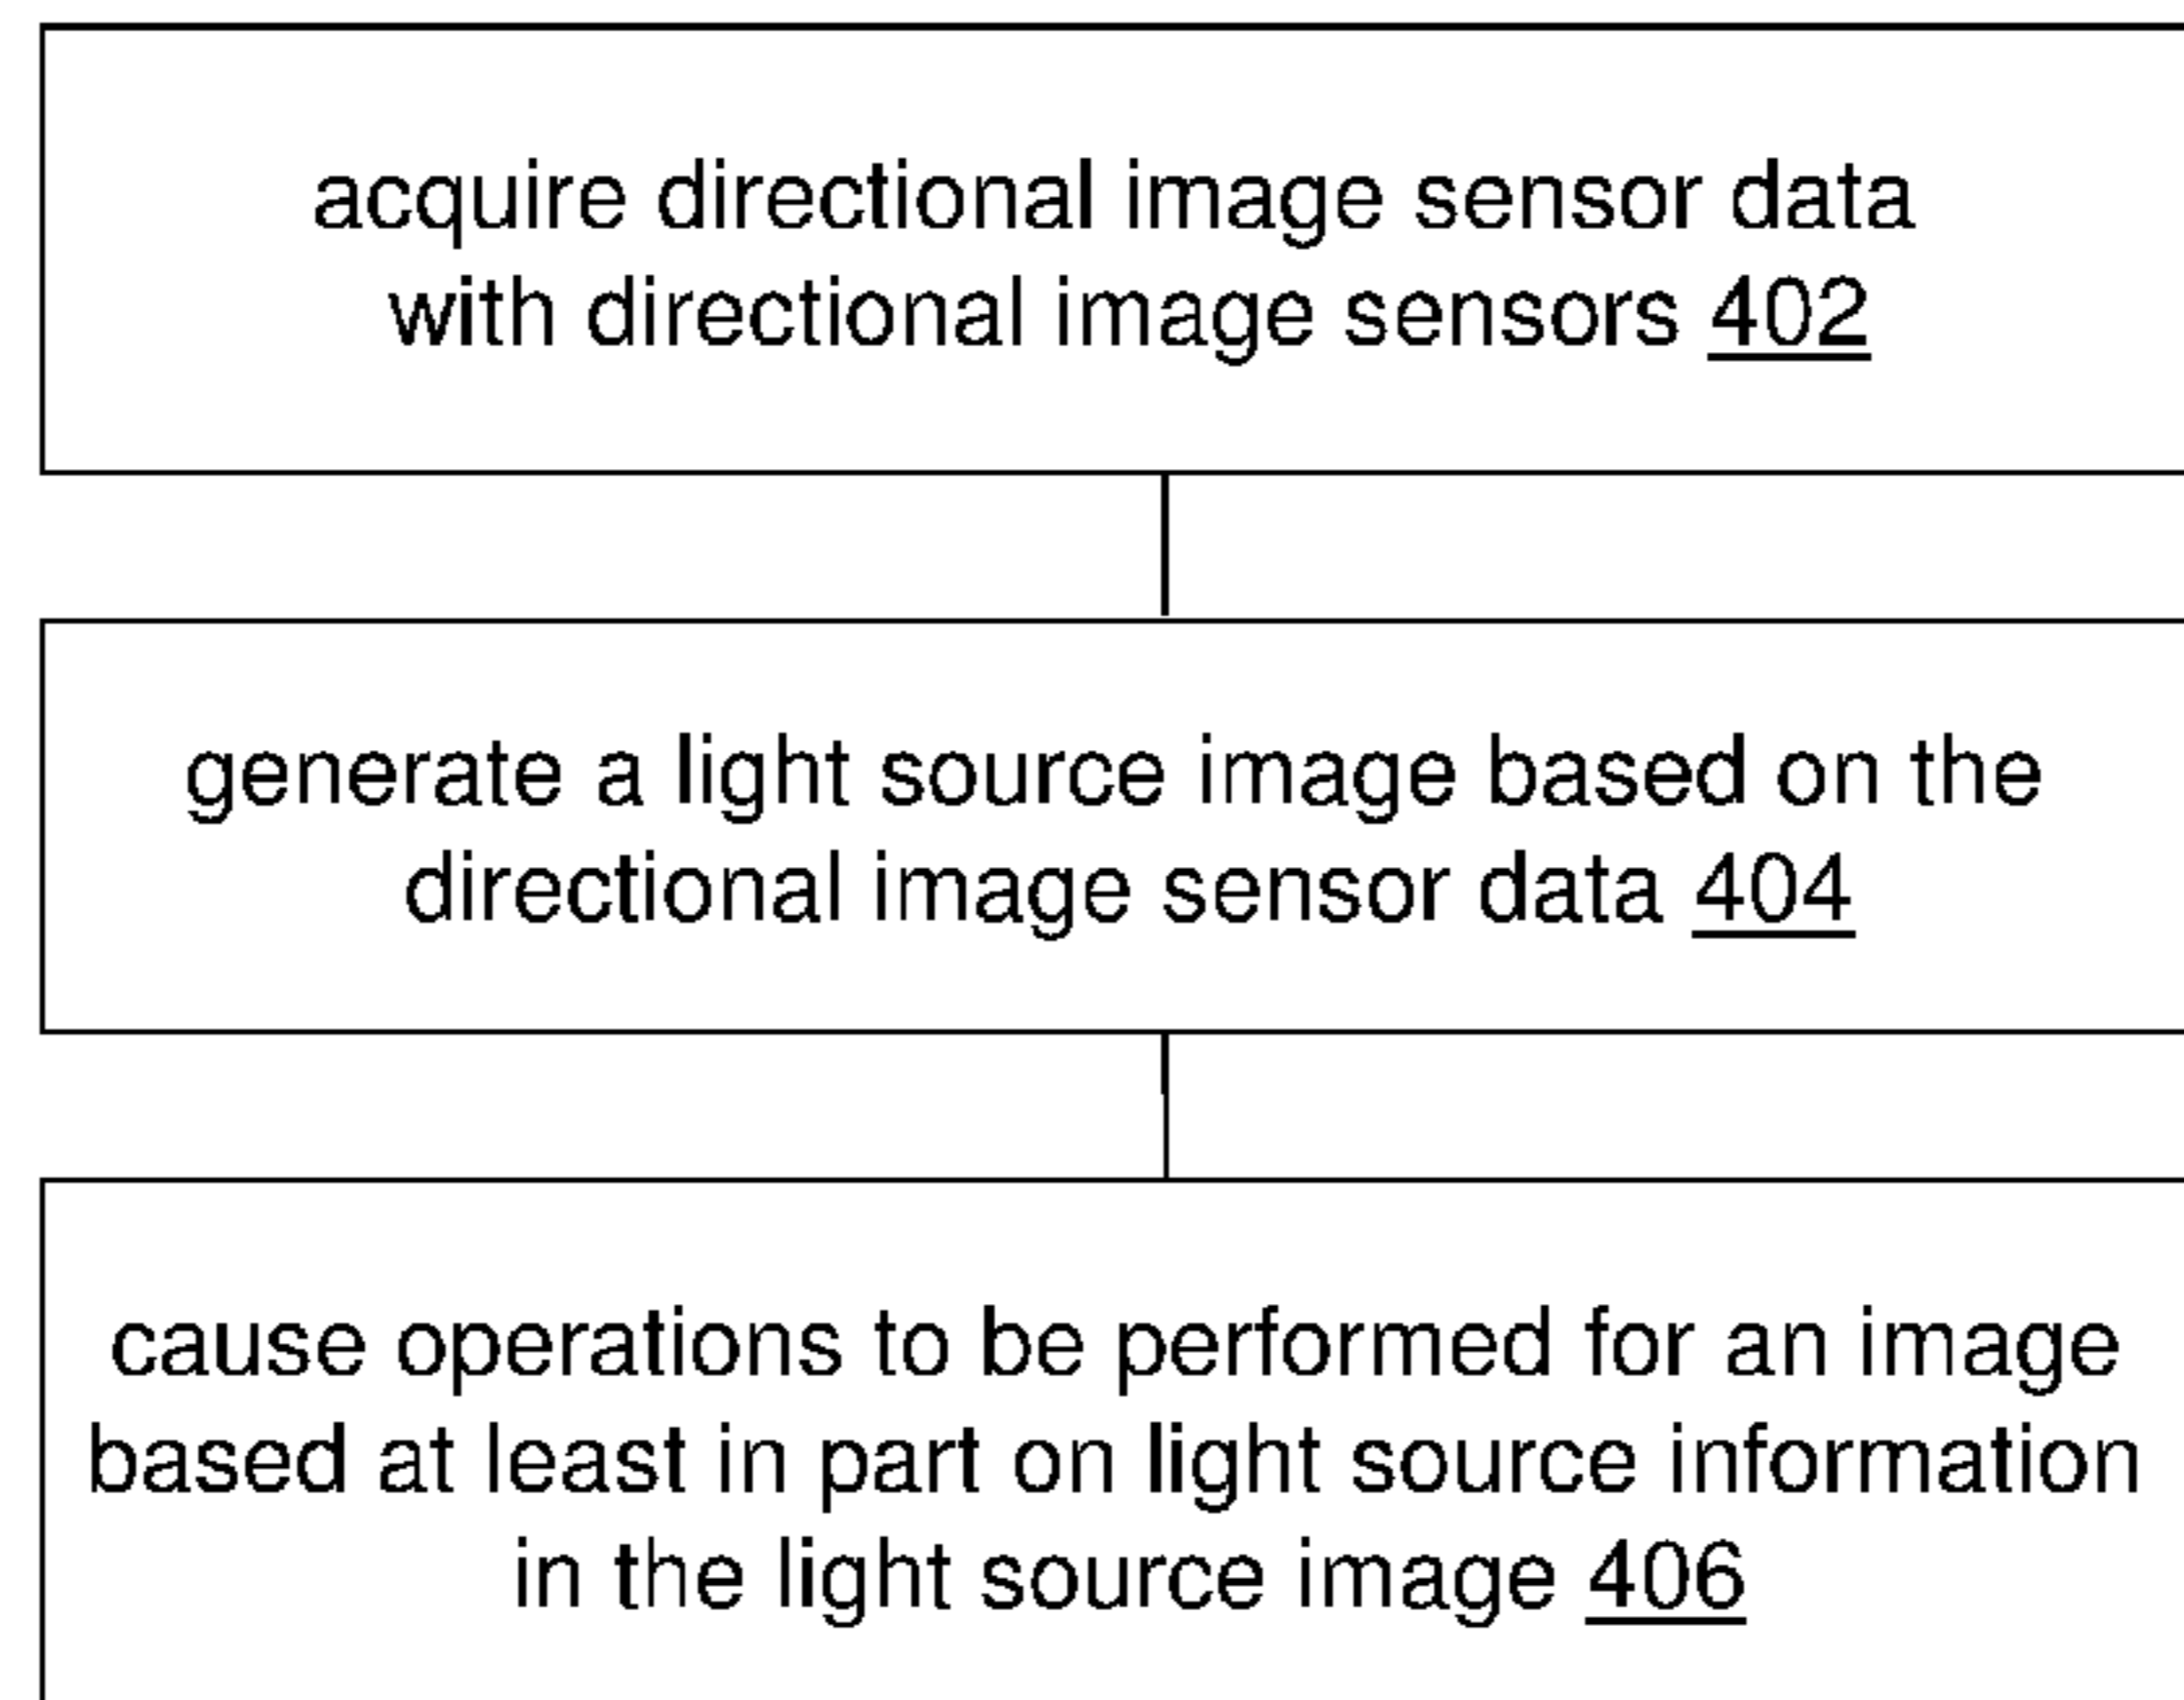 acquire directional image sensor data
with directional image sensors 402
generate a light source image based on the
directional image sensor data 404
cause operations to be performed for an image
based at least in part on light source information
in the light source image 406